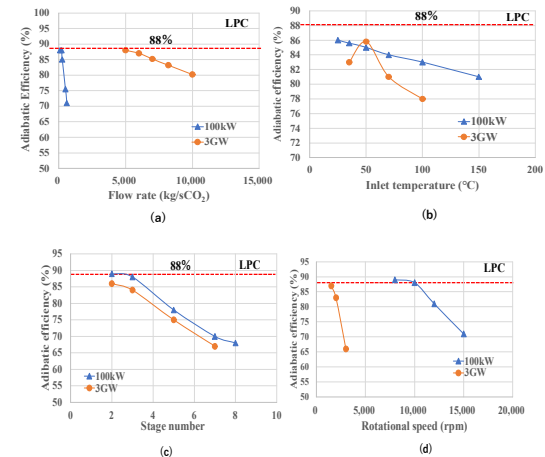 LPC
88%
Adiabatic Efficiency (%)
90
85
80
75
70
65
60
55
50
0
5,000
10,000
15,000
100kW
3GW
Flow rate (kg/sCO₂)
(a)
LPC
88%
Adiabatic efficiency (%)
88
86
84
82
80
78
76
74
72
70
0
50
100
150
200
100kW
3GW
Inlet temperature (℃)
(b)
LPC
88%
Adibatic efficiency (%)
95
90
85
80
75
70
65
60
55
50
0
2
4
6
8
10
100kW
3GW
Stage number
(c)
LPC
Adiabatic efficiency (%)
95
90
85
80
75
70
65
60
55
50
0
5,000
10,000
15,000
20,000
100kW
3GW
Rotational speed (rpm)
(d)